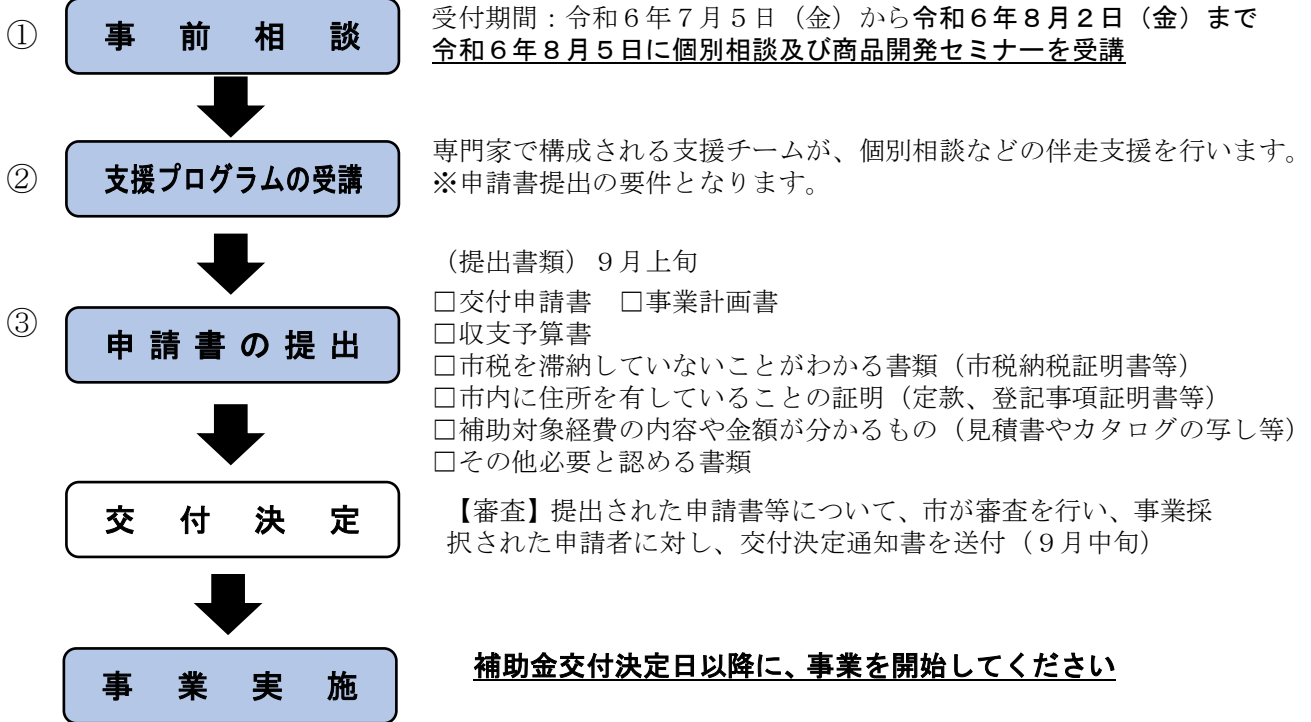 ①
事前相談
受付期間：令和６年７月５日（金）から令和６年８月２日（金）まで
令和６年８月５日に個別相談及び商品開発セミナーを受講
②
支援プログラムの受講
専門家で構成される支援チームが、個別相談などの伴走支援を行います。
※申請書提出の要件となります。
③
申請書の提出
（提出書類）９月上旬
□交付申請書　□事業計画書
□収支予算書
□市税を滞納していないことがわかる書類（市税納税証明書等）
□市内に住所を有していることの証明（定款、登記事項証明書等）
□補助対象経費の内容や金額が分かるもの（見積書やカタログの写し等）
□その他必要と認める書類
交付決定
【審査】提出された申請書等について、市が審査を行い、事業採
択された申請者に対し、交付決定通知書を送付（９月中旬）
事業実施
補助金交付決定日以降に、事業を開始してください